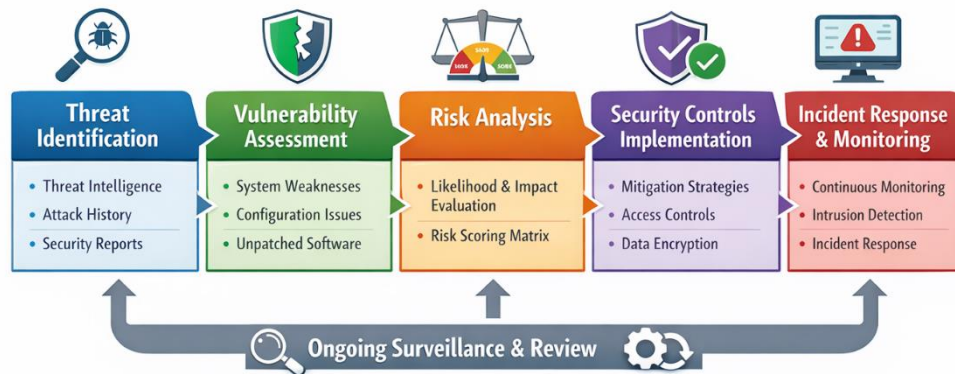 Threat
Identification
Vulnerability
Assessment
Risk Analysis
Security Controls
Implementation
Incident Response
& Monitoring
• Threat Intelligence
• Attack History
• Security Reports
• System Weaknesses
• Configuration Issues
• Unpatched Software
• Likelihood & Impact
Evaluation
• Risk Scoring Matrix
• Mitigation Strategies
• Access Controls
• Data Encryption
• Continuous Monitoring
• Intrusion Detection
• Incident Response
Ongoing Surveillance & Review